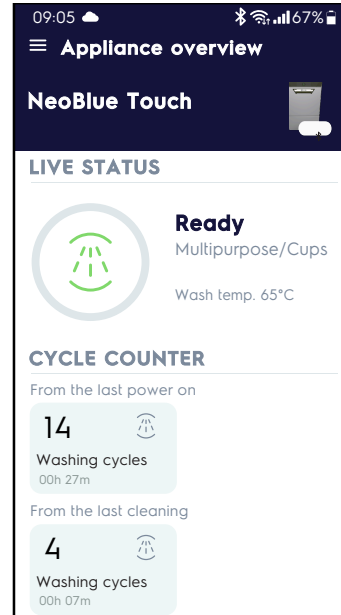 09:05 67%
Appliance overview
NeoBlue Touch
LIVE STATUS
Ready
Multipurpose/Cups
Wash temp. 65°C
CYCLE COUNTER
From the last power on
14
Washing cycles
00h 27m
From the last cleaning
4
Washing cycles
00h 07m